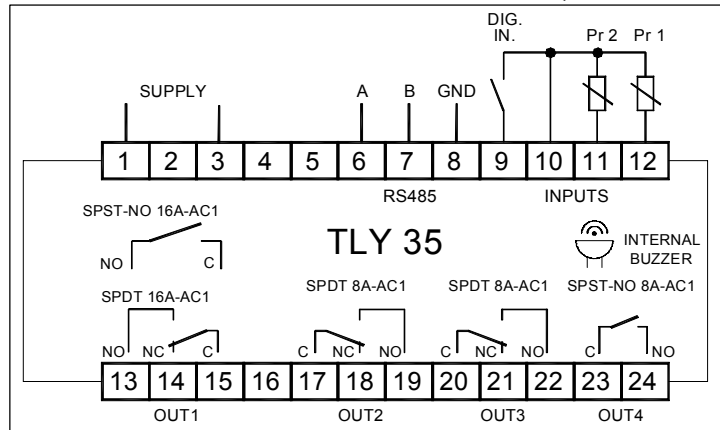 DIG.
IN. Pr 2 Pr 1
SUPPLY A B GND
1 2 3 4 5 6 7 8 9 10 11 12
RS485 INPUTS
SPST-NO 16A-AC1
TLY 35
INTERNAL
BUZZER
NO C
SPDT 16A-AC1 SPDT 8A-AC1 SPDT 8A-AC1 SPST-NO 8A-AC1
NO NC C C NC NO C NC NO C NO
13 14 15 16 17 18 19 20 21 22 23 24
OUT1 OUT2 OUT3 OUT4